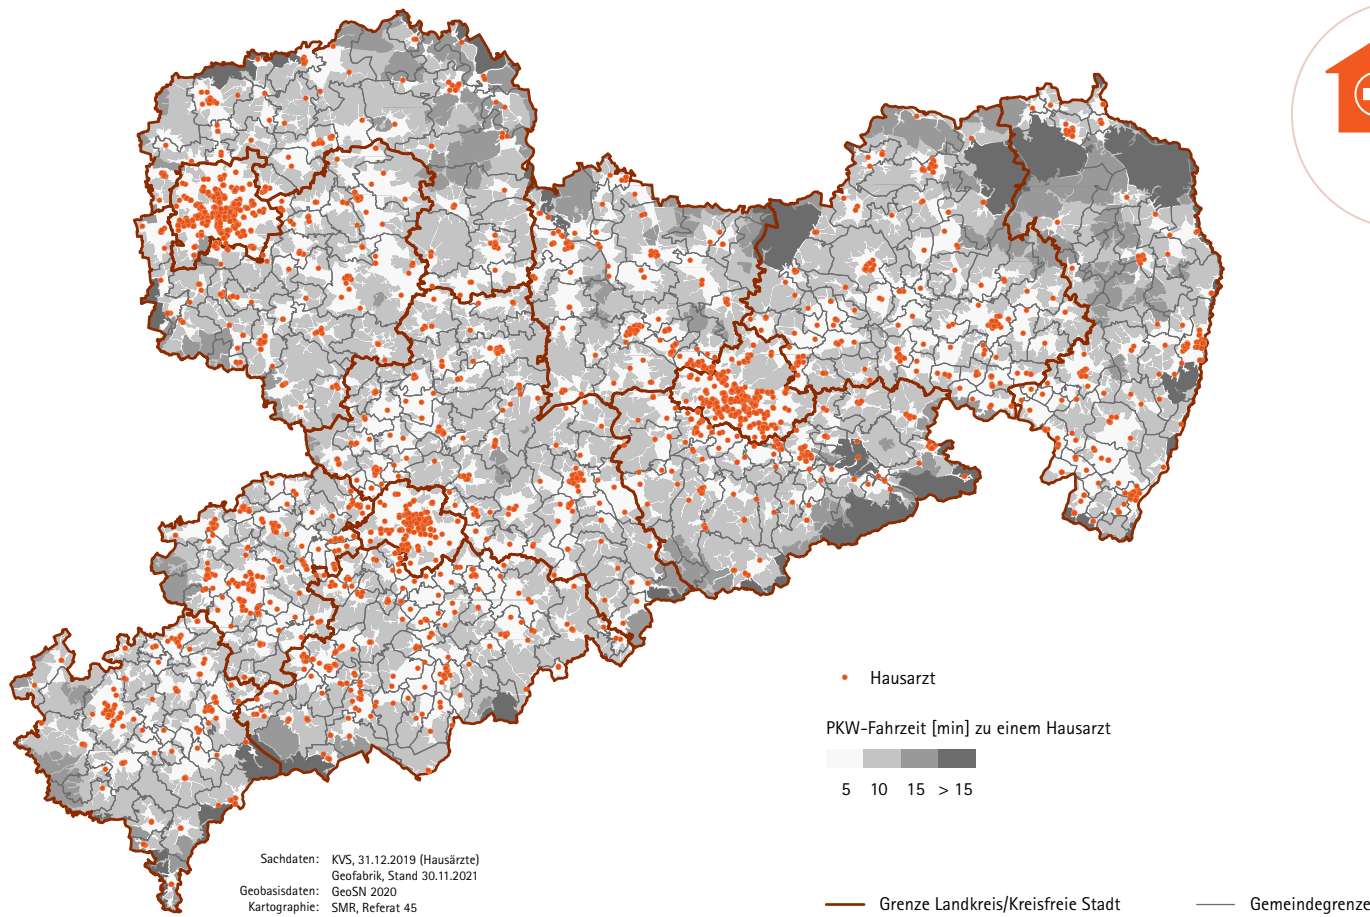 Hausarzt
PKW-Fahrzeit [min] zu einem Hausarzt
5 10 15 > 15
Sachdaten: KVS, 31.12.2019 (Hausärzte)
Geofabrik, Stand 30.11.2021
Geobasisdaten: GeoSN 2020
Kartographie: SMR, Referat 45
Grenze Landkreis/Kreisfreie Stadt Gemeindegrenze